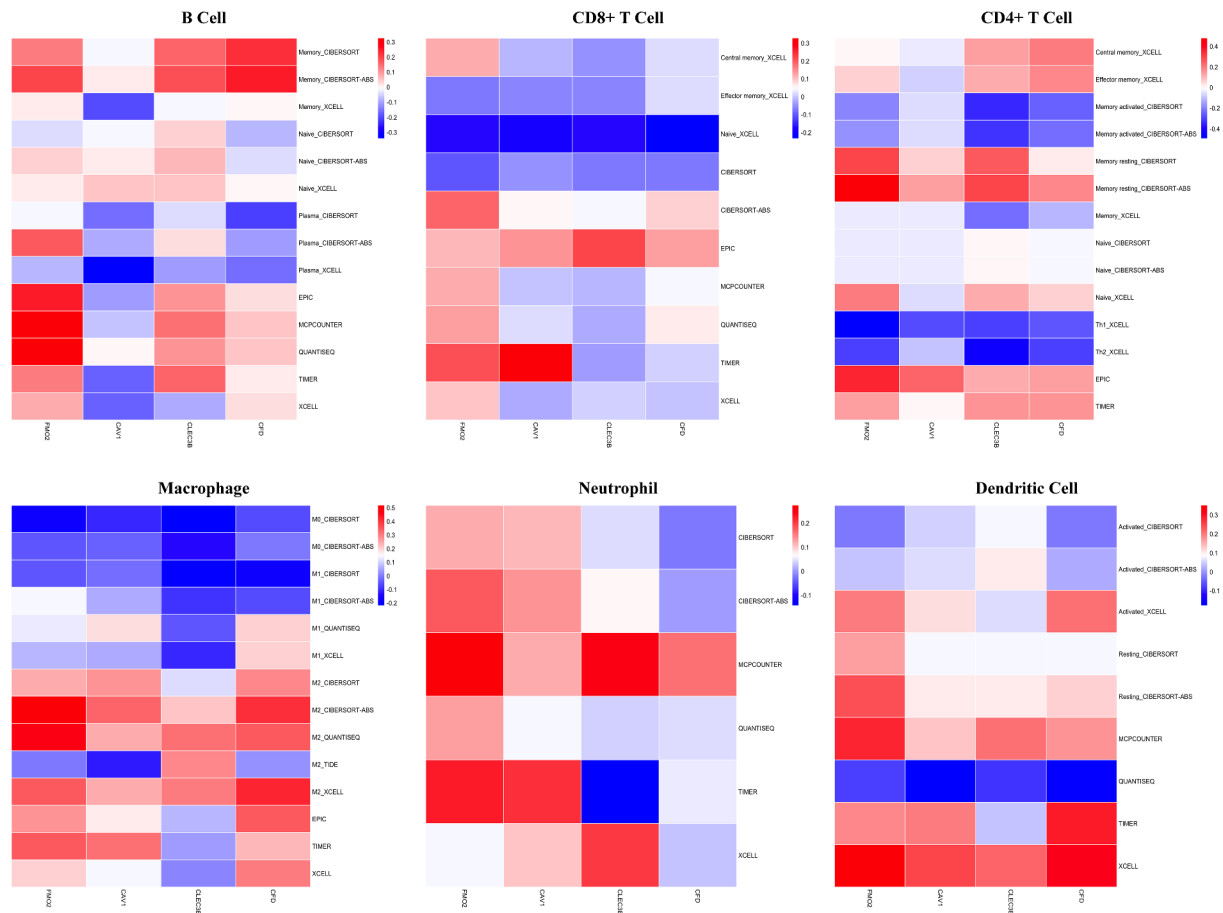 B Cell
Memory_CIBERSORT
Memory_CIBERSORT-ABS
Memory_XCELL
Naive_CIBERSORT
Naive_CIBERSORT-ABS
Naive_XCELL
Plasma_CIBERSORT
Plasma_CIBERSORT-ABS
Plasma_XCELL
EPIC
MCPCOUNTER
QUANTISEQ
TIMER
XCELL
FMO2
CAV1
CLEC3B
CFD
0.3
0.2
0.1
0
-0.1
-0.2
-0.3
CD8+ T Cell
Central memory_XCELL
Effector memory_XCELL
Naive_XCELL
CIBERSORT
CIBERSORT-ABS
EPIC
MCPCOUNTER
QUANTISEQ
TIMER
XCELL
FMO2
CAV1
CLEC3B
CFD
0.3
0.2
0.1
0
-0.1
-0.2
CD4+ T Cell
Central memory_XCELL
Effector memory_XCELL
Memory activated_CIBERSORT
Memory activated_CIBERSORT-ABS
Memory resting_CIBERSORT
Memory resting_CIBERSORT-ABS
Memory_XCELL
Naive_CIBERSORT
Naive_CIBERSORT-ABS
Naive_XCELL
Th1_XCELL
Th2_XCELL
EPIC
TIMER
FMO2
CAV1
CLEC3B
CFD
0.4
0.2
0
-0.2
-0.4
Macrophage
M0_CIBERSORT
M0_CIBERSORT-ABS
M1_CIBERSORT
M1_CIBERSORT-ABS
M1_QUANTISEQ
M1_XCELL
M2_CIBERSORT
M2_CIBERSORT-ABS
M2_QUANTISEQ
M2_TIDE
M2_XCELL
EPIC
TIMER
XCELL
FMO2
CAV1
CLEC3B
CFD
0.5
0.4
0.3
0.2
0.1
0
-0.1
-0.2
Neutrophil
CIBERSORT
CIBERSORT-ABS
MCPCOUNTER
QUANTISEQ
TIMER
XCELL
FMO2
CAV1
CLEC3B
CFD
0.2
0.1
0
-0.1
Dendritic Cell
Activated_CIBERSORT
Activated_CIBERSORT-ABS
Activated_XCELL
Resting_CIBERSORT
Resting_CIBERSORT-ABS
MCPCOUNTER
QUANTISEQ
TIMER
XCELL
FMO2
CAV1
CLEC3B
CFD
0.3
0.2
0.1
0
-0.1